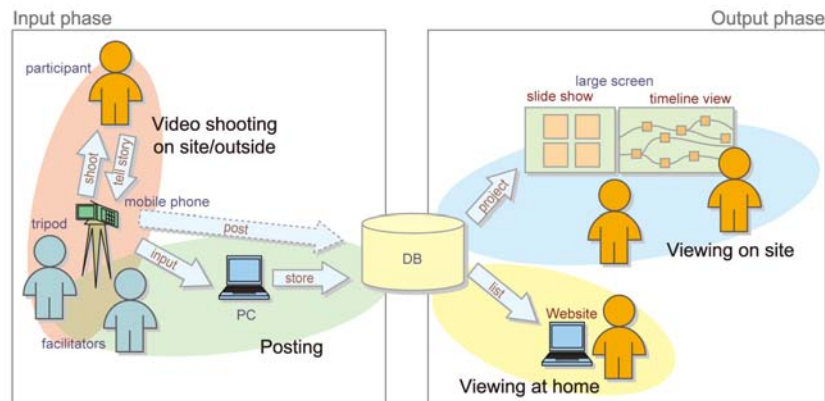 Input phase
Output phase
participant
Video shooting
on site/outside
shoot
tell story
mobile phone
tripod
post
input
PC
store
facilitators
Posting
DB
project
large screen
slide show
timeline view
Viewing on site
list
Website
Viewing at home